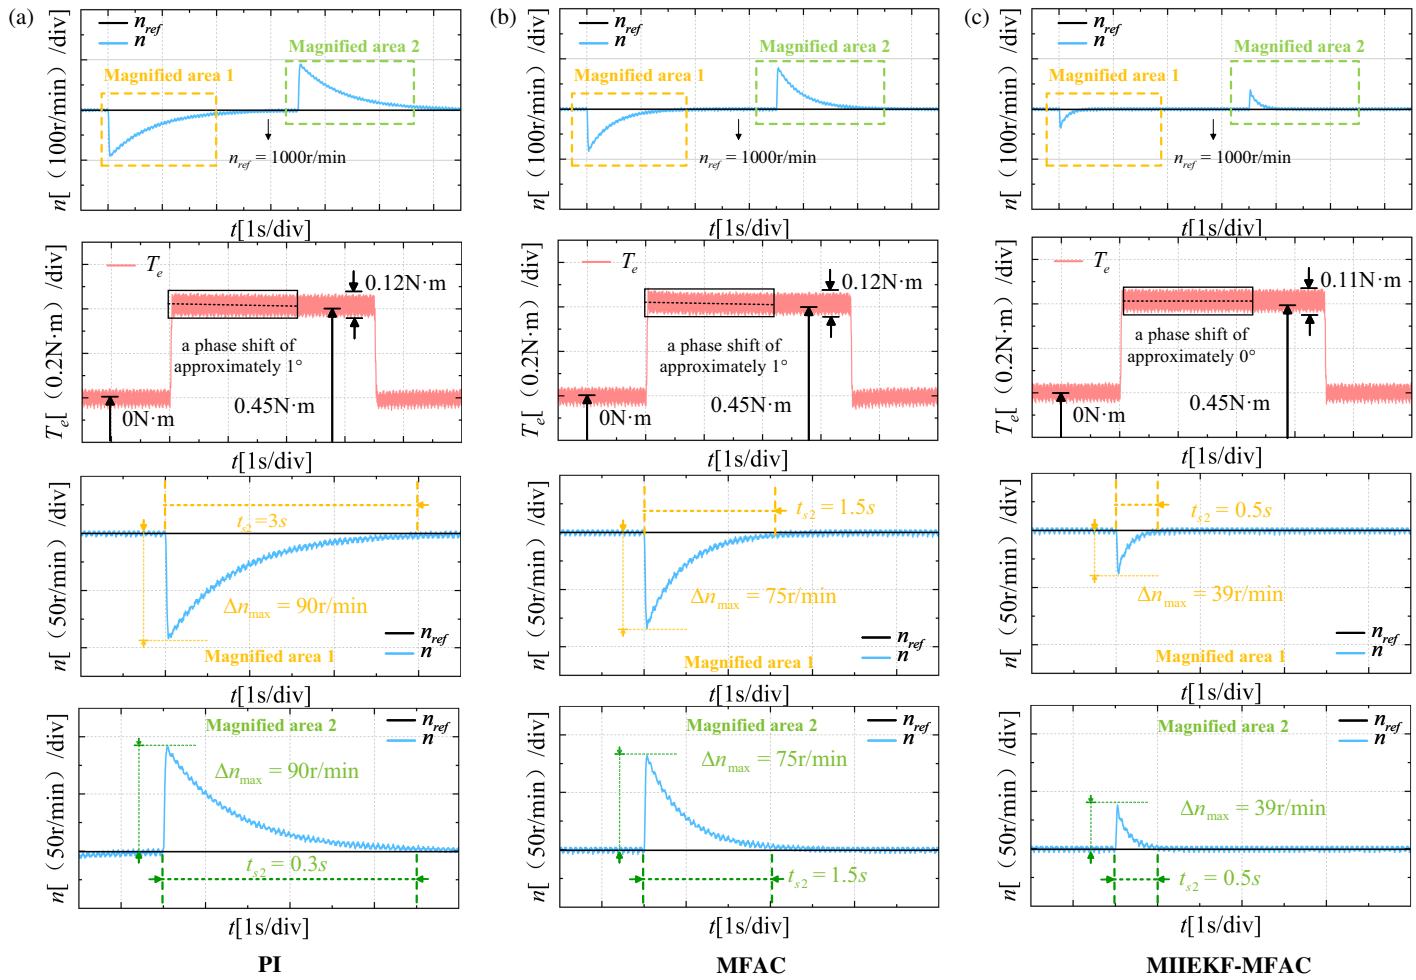 (a)
n_ref
n
Magnified area 1
Magnified area 2
n_ref = 1000r/min
n[（100r/min）/div]
t[1s/div]
T_e
0.12N·m
a phase shift of
approximately 1°
0N·m
0.45N·m
T_e[（0.2N·m）/div]
t[1s/div]
t_s2=3s
Δn_max = 90r/min
n_ref
n
Magnified area 1
n[（50r/min）/div]
t[1s/div]
Magnified area 2
n_ref
n
Δn_max = 90r/min
t_s2 = 0.3s
n[（50r/min）/div]
t[1s/div]
PI
(b)
n_ref
n
Magnified area 1
Magnified area 2
n_ref = 1000r/min
n[（100r/min）/div]
t[1s/div]
T_e
0.12N·m
a phase shift of
approximately 1°
0N·m
0.45N·m
T_e[（0.2N·m）/div]
t[1s/div]
t_s2 = 1.5s
Δn_max = 75r/min
n_ref
n
Magnified area 1
n[（50r/min）/div]
t[1s/div]
Magnified area 2
n_ref
n
Δn_max = 75r/min
t_s2 = 1.5s
n[（50r/min）/div]
t[1s/div]
MFAC
(c)
n_ref
n
Magnified area 1
Magnified area 2
n_ref = 1000r/min
n[（100r/min）/div]
t[1s/div]
T_e
0.11N·m
a phase shift of
approximately 0°
0N·m
0.45N·m
T_e[（0.2N·m）/div]
t[1s/div]
t_s2 = 0.5s
Δn_max = 39r/min
n_ref
n
Magnified area 1
n[（50r/min）/div]
t[1s/div]
Magnified area 2
n_ref
n
Δn_max = 39r/min
t_s2 = 0.5s
n[（50r/min）/div]
t[1s/div]
MIIEKF-MFAC